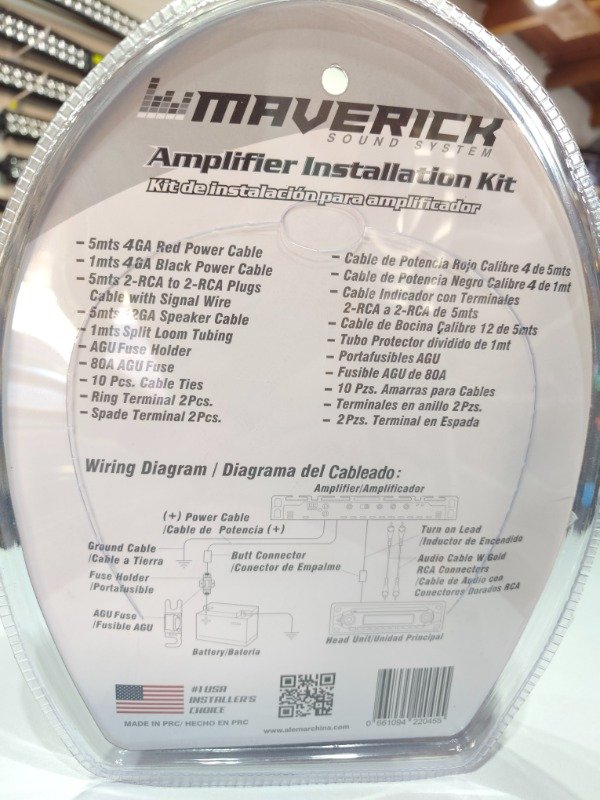 MAVERICK
SOUND SYSTEM
Amplifier Installation Kit
Kit de instalación para amplificador
- 5mts 4GA Red Power Cable
- 1mts 4GA Black Power Cable
- 5mts 2-RCA to 2-RCA Plugs
Cable with Signal Wire
- 5mts 12GA Speaker Cable
- 1mts Split Loom Tubing
- AGU Fuse Holder
- 80A AGU Fuse
- 10 Pcs. Cable Ties
- Ring Terminal 2Pcs.
- Spade Terminal 2Pcs.
- Cable de Potencia Rojo Calibre 4 de 5mts
- Cable de Potencia Negro Calibre 4 de 1mt
- Cable Indicador con Terminales
2-RCA a 2-RCA de 5mts
- Cable de Bocina Calibre 12 de 5mts
- Tubo Protector dividido de 1mt
- Portafusibles AGU
- Fusible AGU de 80A
- 10 Pzs. Amarras para Cables
- Terminales en anillo 2Pzs.
- 2Pzs. Terminal en Espada
Wiring Diagram / Diagrama del Cableado:
Amplifier/Amplificador
(+) Power Cable
/Cable de Potencia (+)
Ground Cable
/Cable a Tierra
Butt Connector
/Conector de Empalme
Turn on Lead
/Inductor de Encendido
Audio Cable W/Gold
RCA Connectors
/Cable de Audio con
Conectores Dorados RCA
Fuse Holder
/Portafusible
AGU Fuse
/Fusible AGU
Battery/Batería
Head Unit/Unidad Principal
#1 USA
INSTALLER'S
CHOICE
MADE IN PRC/ HECHO EN PRC
www.alemarchina.com
0 661094 220455